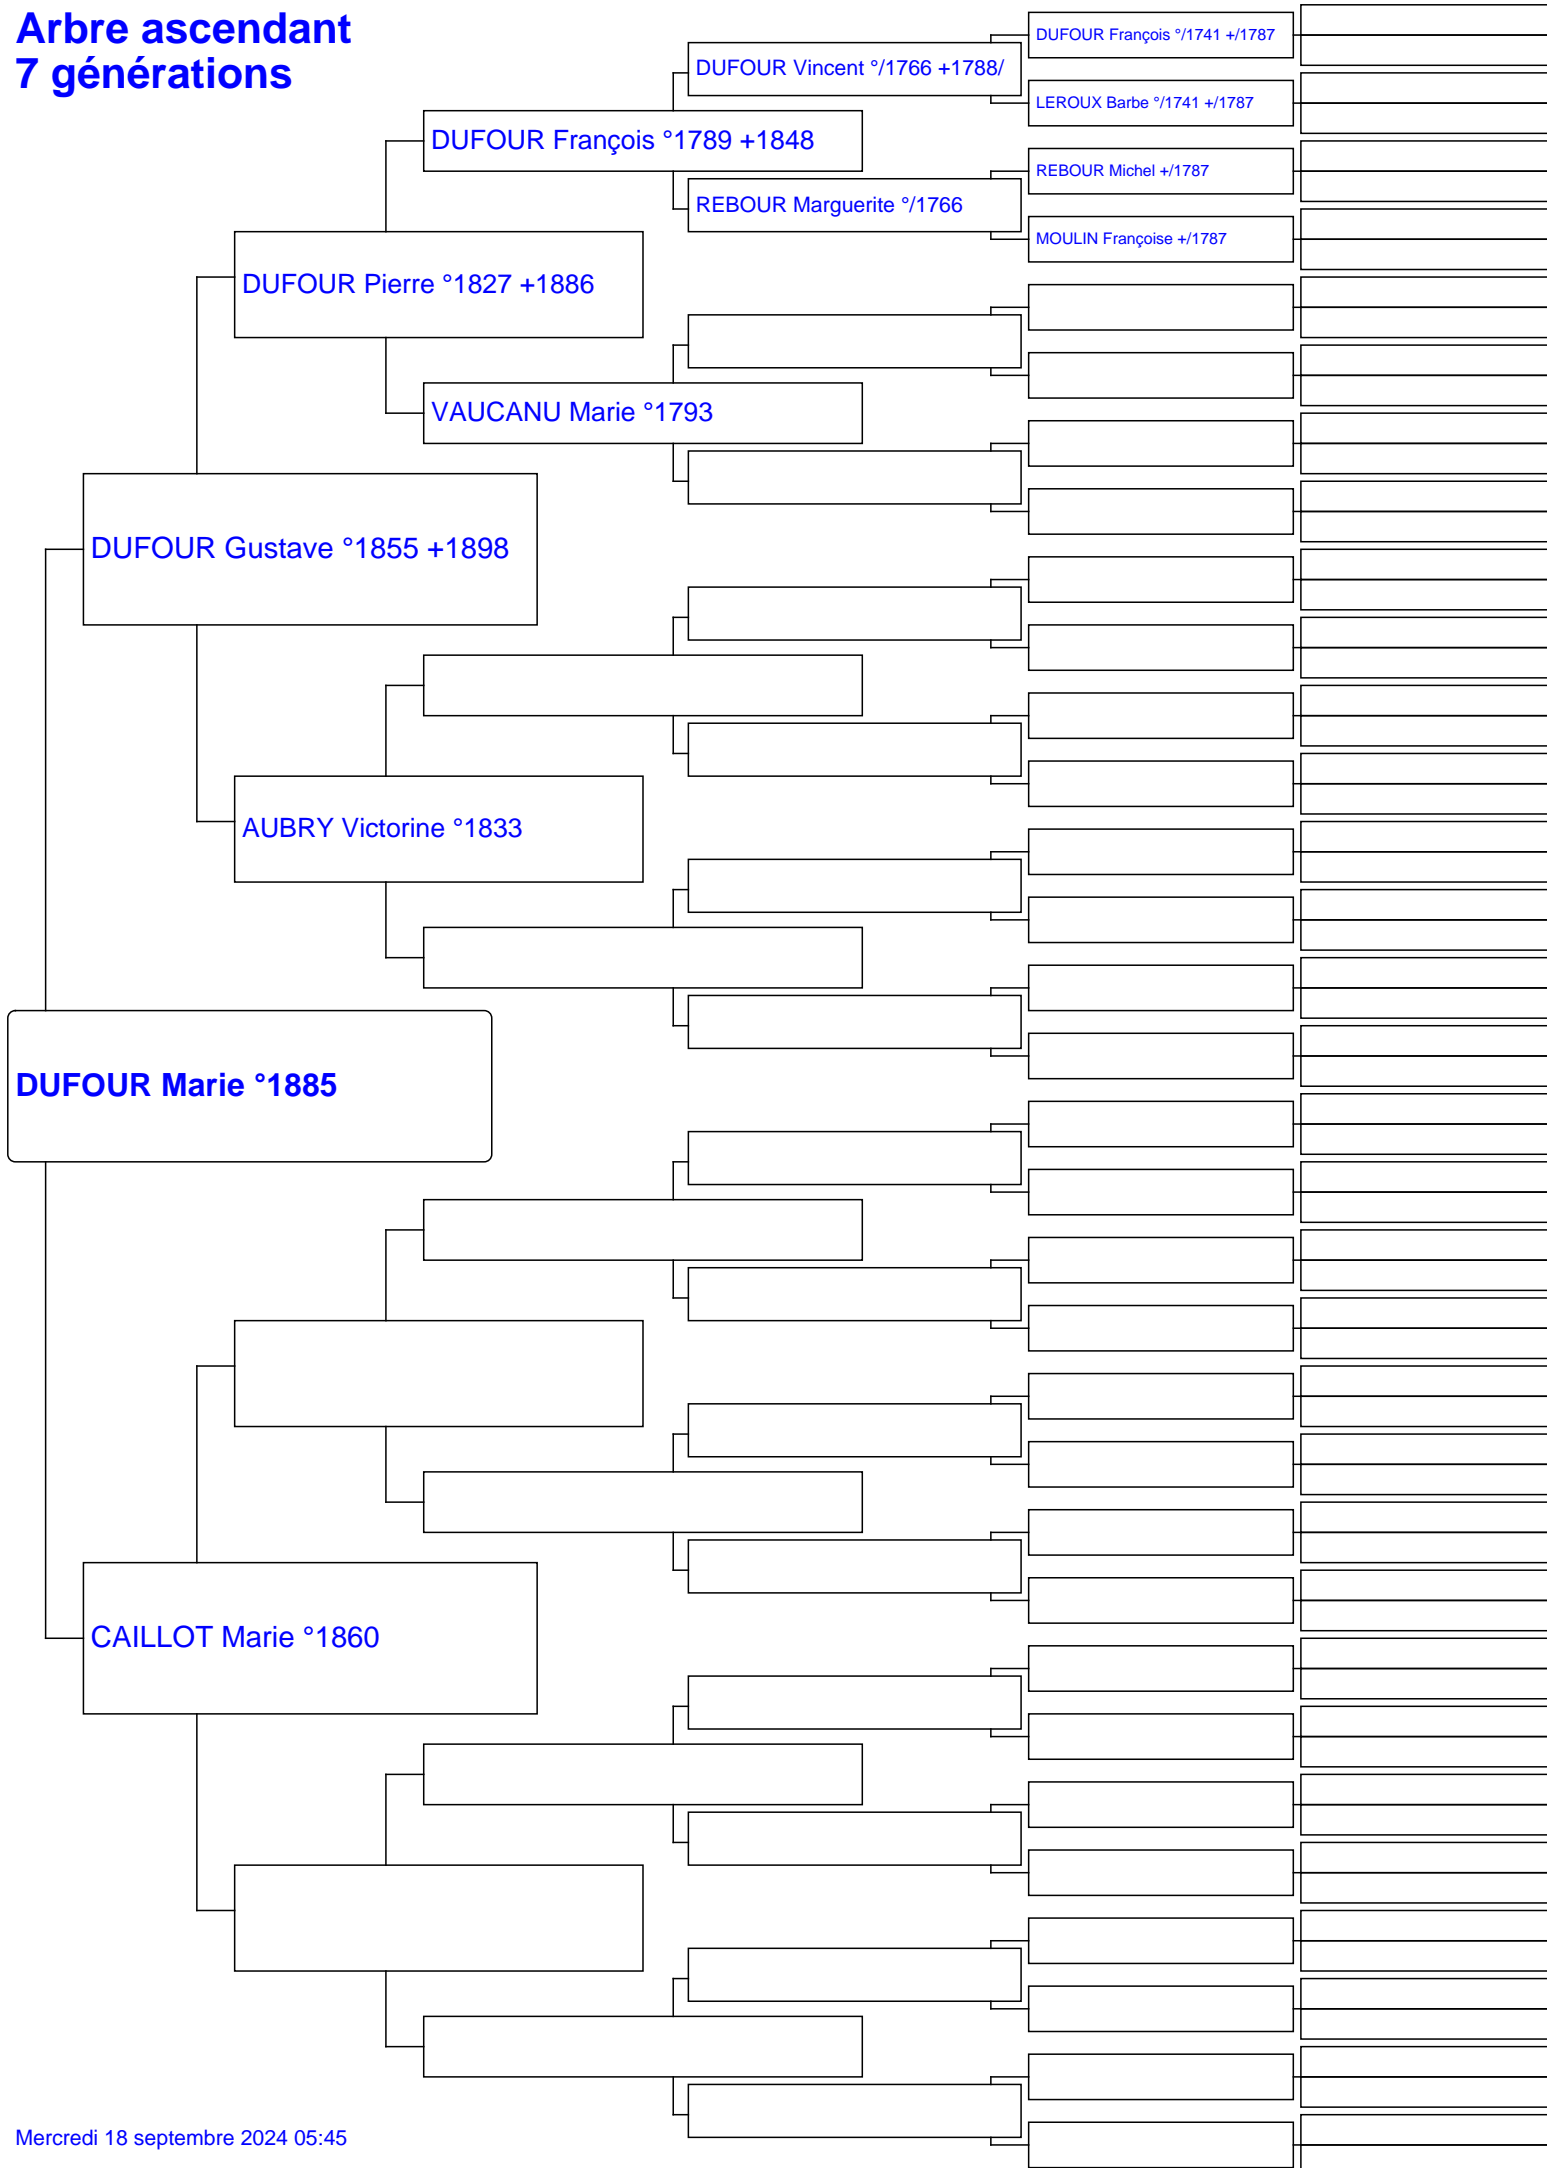 Arbre ascendant
7 générations
DUFOUR François °/1741 +/1787
DUFOUR Vincent °/1766 +1788/
LEROUX Barbe °/1741 +/1787
DUFOUR François °1789 +1848
REBOUR Michel +/1787
REBOUR Marguerite °/1766
MOULIN Françoise +/1787
DUFOUR Pierre °1827 +1886
VAUCANU Marie °1793
DUFOUR Gustave °1855 +1898
AUBRY Victorine °1833
DUFOUR Marie °1885
CAILLOT Marie °1860
Mercredi 18 septembre 2024 05:45